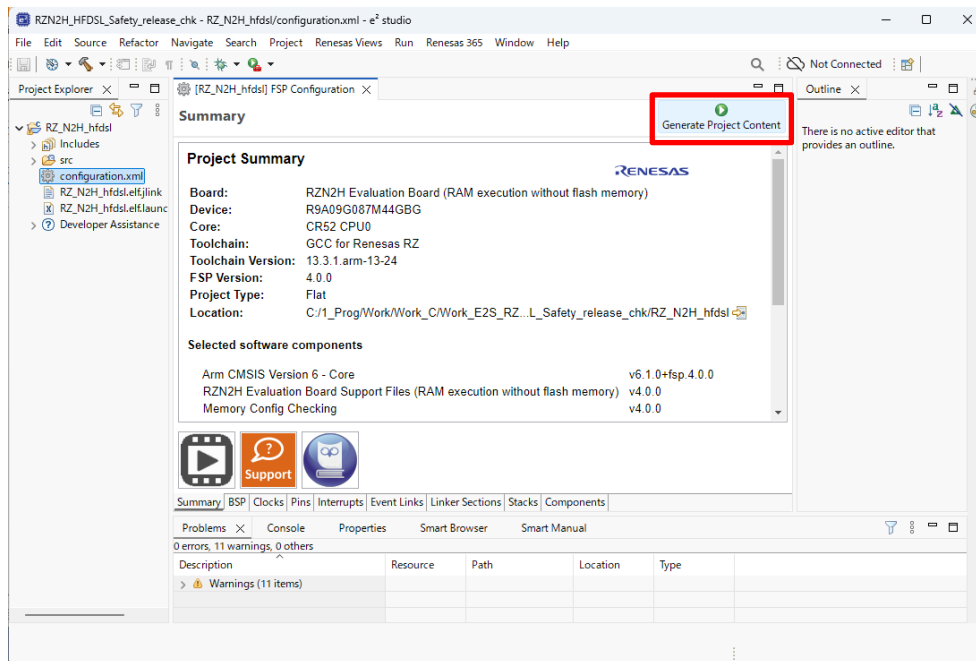 RZN2H_HFDSL_Safety_release_chk - RZ_N2H_hfdsl/configuration.xml - e² studio
File Edit Source Refactor Navigate Search Project Renesas Views Run Renesas 365 Window Help
Not Connected
Project Explorer
RZ_N2H_hfdsl
Includes
src
configuration.xml
RZ_N2H_hfdsl.elf.jlink
RZ_N2H_hfdsl.elf.launc
Developer Assistance
[RZ_N2H_hfdsl] FSP Configuration
Summary
Generate Project Content
Project Summary
RENESAS
Board: RZN2H Evaluation Board (RAM execution without flash memory)
Device: R9A09G087M44GBG
Core: CR52 CPU0
Toolchain: GCC for Renesas RZ
Toolchain Version: 13.3.1.arm-13-24
FSP Version: 4.0.0
Project Type: Flat
Location: C:/1_Prog/Work/Work_C/Work_E2S_RZ...L_Safety_release_chk/RZ_N2H_hfdsl
Selected software components
Arm CMSIS Version 6 - Core v6.1.0+fsp.4.0.0
RZN2H Evaluation Board Support Files (RAM execution without flash memory) v4.0.0
Memory Config Checking v4.0.0
Support
Summary BSP Clocks Pins Interrupts Event Links Linker Sections Stacks Components
Outline
There is no active editor that
provides an outline.
Problems Console Properties Smart Browser Smart Manual
0 errors, 11 warnings, 0 others
Description Resource Path Location Type
Warnings (11 items)